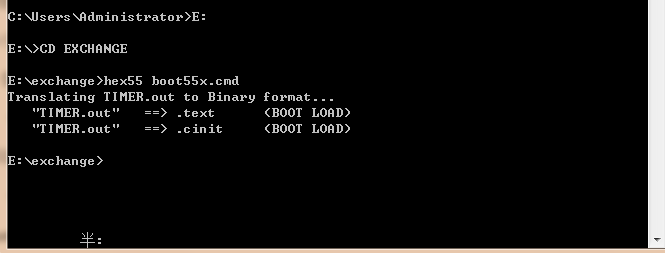 C:\Users\Administrator>E:
E:\>CD EXCHANGE
E:\exchange>hex55 boot55x.cmd
Translating TIMER.out to Binary format...
"TIMER.out" ==> .text (BOOT LOAD)
"TIMER.out" ==> .cinit (BOOT LOAD)
E:\exchange>
半: